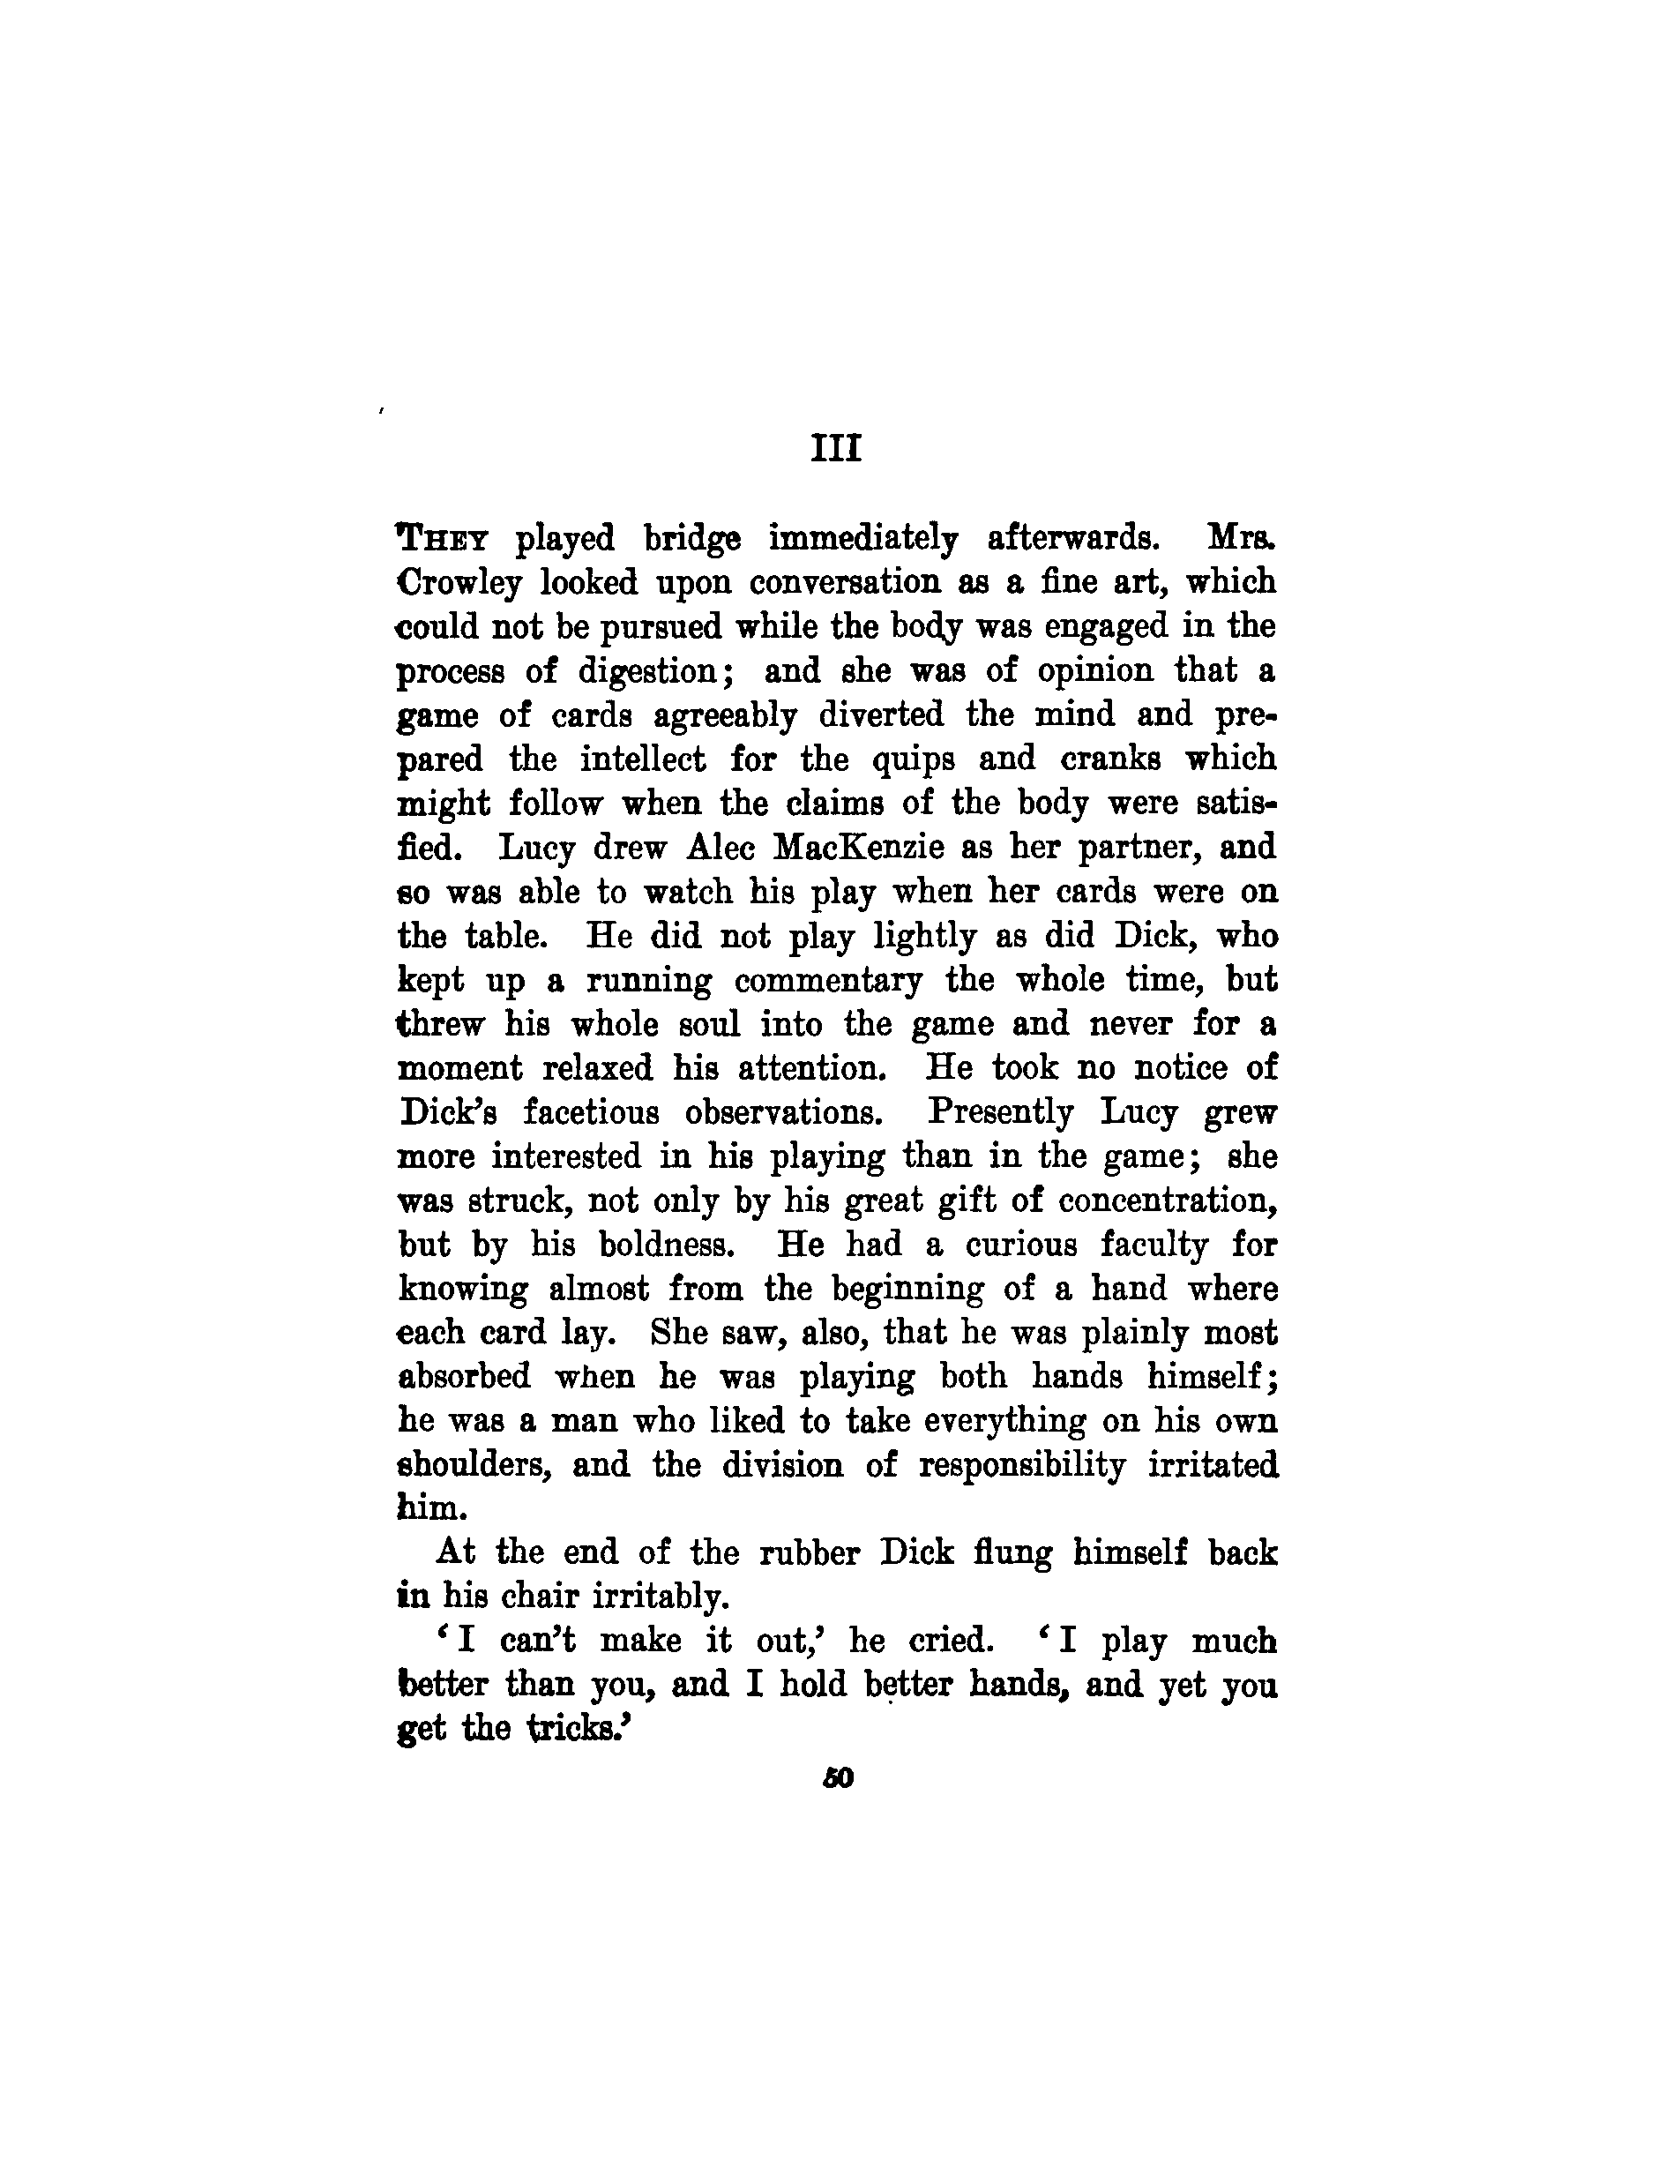 III
THEY played bridge immediately afterwards. Mrs.
Crowley looked upon conversation as a fine art, which
could not be pursued while the body was engaged in the
process of digestion; and she was of opinion that a
game of cards agreeably diverted the mind and pre-
pared the intellect for the quips and cranks which
might follow when the claims of the body were satis-
fied. Lucy drew Alec MacKenzie as her partner, and
so was able to watch his play when her cards were on
the table. He did not play lightly as did Dick, who
kept up a running commentary the whole time, but
threw his whole soul into the game and never for a
moment relaxed his attention. He took no notice of
Dick's facetious observations. Presently Lucy grew
more interested in his playing than in the game; she
was struck, not only by his great gift of concentration,
but by his boldness. He had a curious faculty for
knowing almost from the beginning of a hand where
each card lay. She saw, also, that he was plainly most
absorbed when he was playing both hands himself;
he was a man who liked to take everything on his own
shoulders, and the division of responsibility irritated
him.
At the end of the rubber Dick flung himself back
in his chair irritably.
‘I can’t make it out,’ he cried. ‘I play much
better than you, and I hold better hands, and yet you
get the tricks.’
50